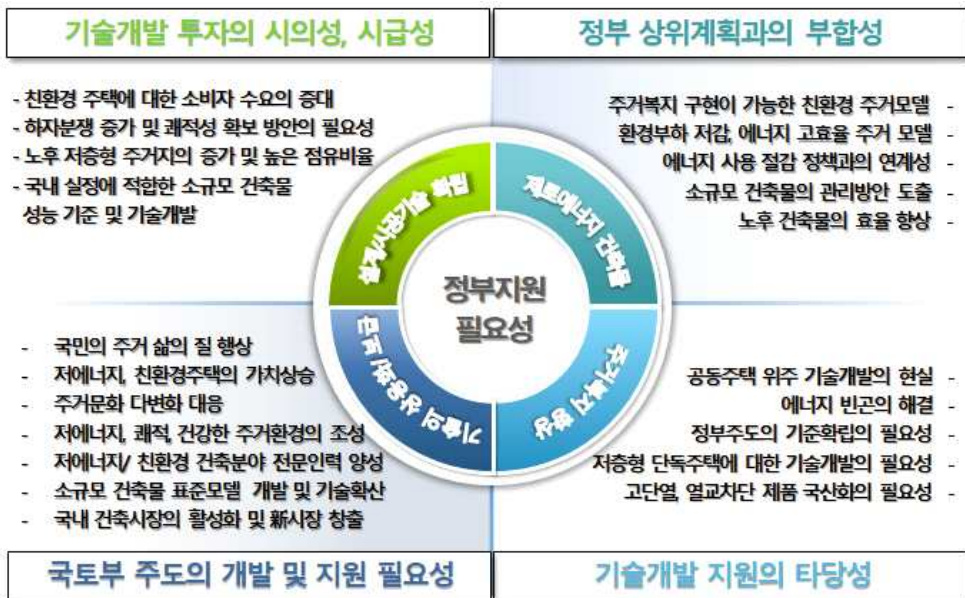 기술개발 투자의 시의성, 시급성
- 친환경 주택에 대한 소비자 수요의 증대
- 하자분쟁 증가 및 쾌적성 확보 방안의 필요성
- 노후 저층형 주거지의 증가 및 높은 점유비율
- 국내 실정에 적합한 소규모 건축물
성능 기준 및 기술개발
정부 상위계획과의 부합성
주거복지 구현이 가능한 친환경 주거모델 -
환경부하 저감, 에너지 고효율 주거 모델 -
에너지 사용 절감 정책과의 연계성 -
소규모 건축물의 관리방안 도출 -
노후 건축물의 효율 향상 -
설계/시공기술 확립
제로에너지 건축물
정부지원
필요성
기술의 상용화/보급
주거복지 향상
- 국민의 주거 삶의 질 행상
- 저에너지, 친환경주택의 가치상승
- 주거문화 다변화 대응
- 저에너지, 쾌적, 건강한 주거환경의 조성
- 저에너지/ 친환경 건축분야 전문인력 양성
- 소규모 건축물 표준모델 개발 및 기술확산
- 국내 건축시장의 활성화 및 新시장 창출
국토부 주도의 개발 및 지원 필요성
공동주택 위주 기술개발의 현실 -
에너지 빈곤의 해결 -
정부주도의 기준확립의 필요성 -
저층형 단독주택에 대한 기술개발의 필요성 -
고단열, 열교차단 제품 국산화의 필요성 -
기술개발 지원의 타당성